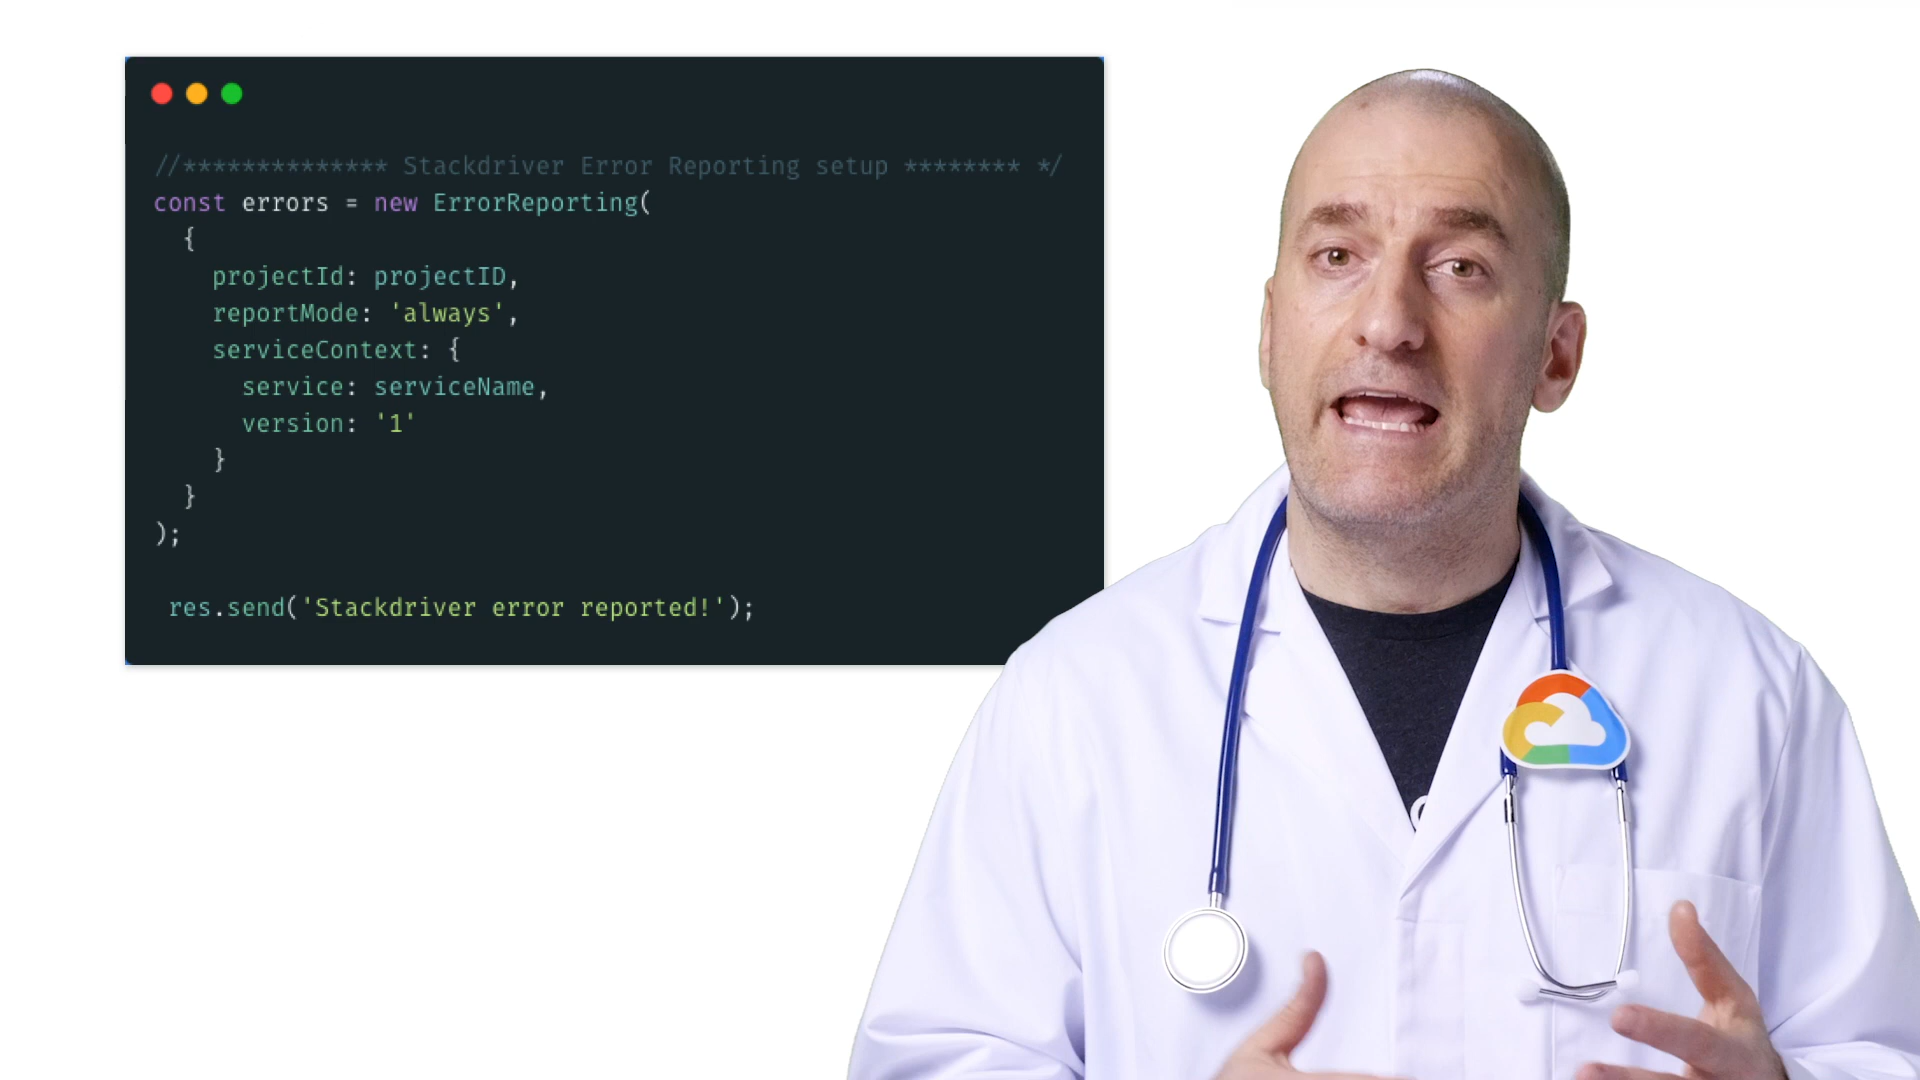 //************** Stackdriver Error Reporting setup ******** */
const errors = new ErrorReporting(
{
projectId: projectID,
reportMode: 'always',
serviceContext: {
service: serviceName,
version: '1'
}
}
);
res.send('Stackdriver error reported!');